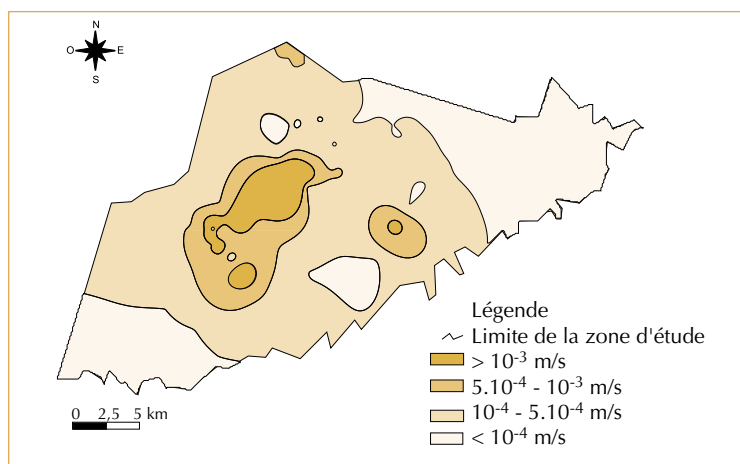 N
O E
S
Légende
Limite de la zone d'étude
> 10⁻³ m/s
5.10⁻⁴ - 10⁻³ m/s
10⁻⁴ - 5.10⁻⁴ m/s
< 10⁻⁴ m/s
0 2,5 5 km